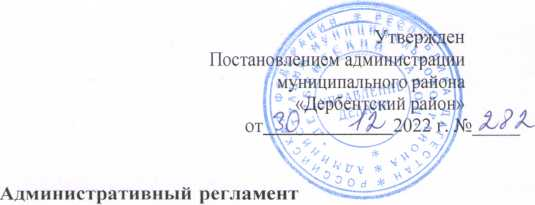 Утвержден
Постановлением администрации
муниципального района
«Дербентский район»
от 30 12 2022 г. № 282
Административный регламент